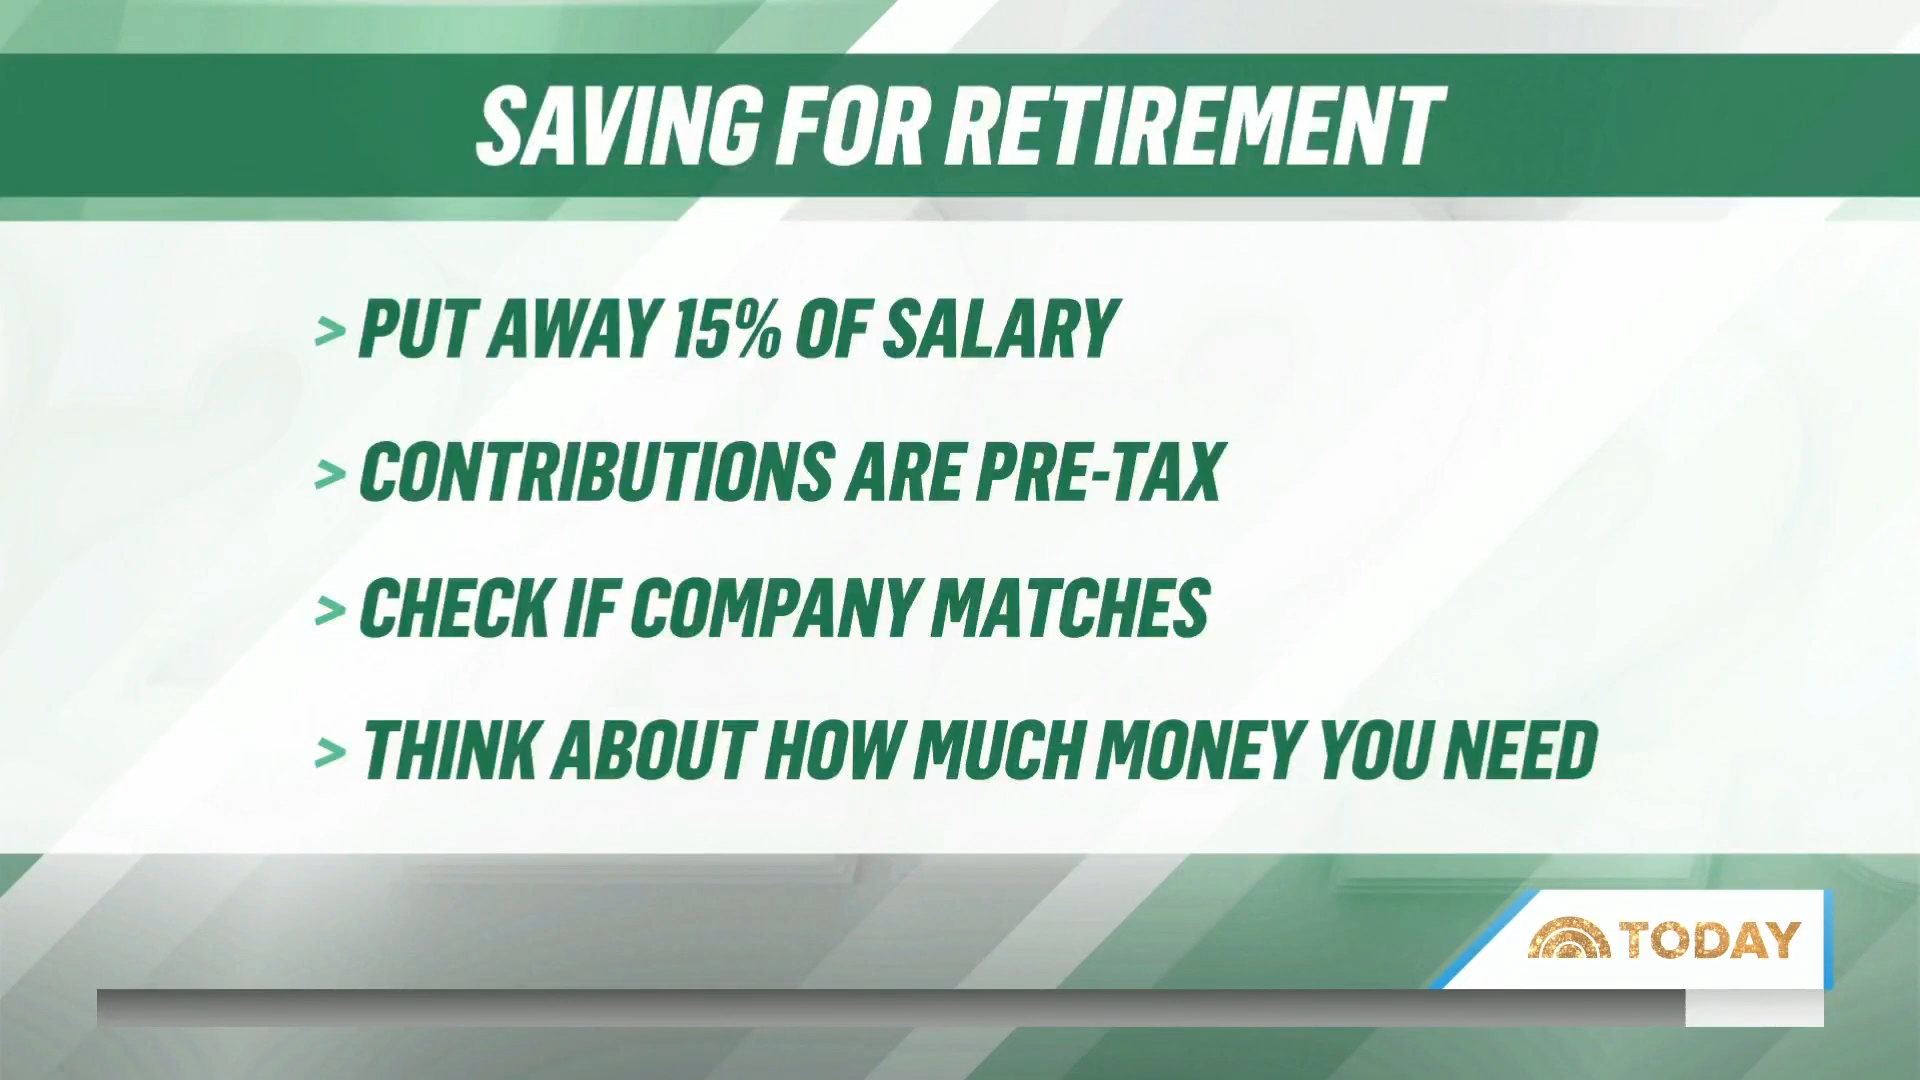 SAVING FOR RETIREMENT
> PUT AWAY 15% OF SALARY
> CONTRIBUTIONS ARE PRE-TAX
> CHECK IF COMPANY MATCHES
> THINK ABOUT HOW MUCH MONEY YOU NEED
TODAY